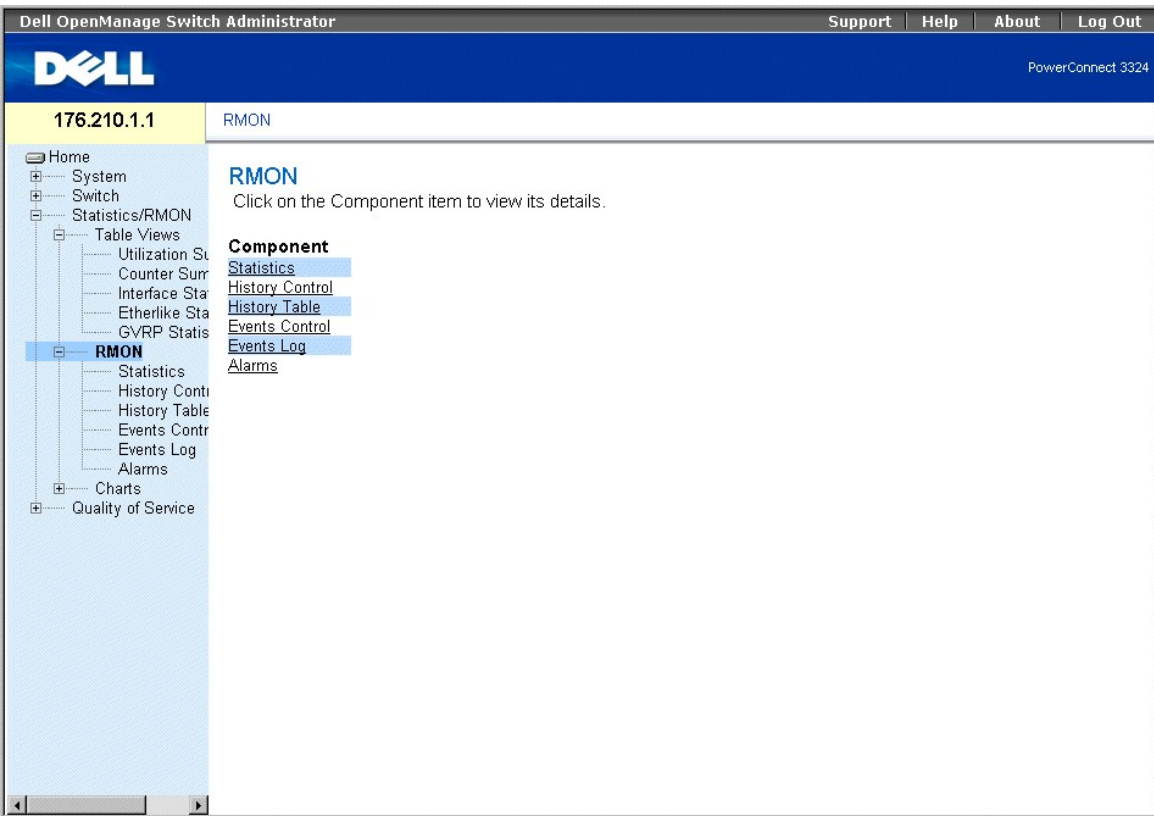 Dell OpenManage Switch Administrator
Support Help About Log Out
DELL
PowerConnect 3324
176.210.1.1
RMON
Home
System
Switch
Statistics/RMON
Table Views
Utilization Su
Counter Sum
Interface Sta
Etherlike Sta
GVRP Statis
RMON
Statistics
History Contr
History Table
Events Contr
Events Log
Alarms
Charts
Quality of Service
RMON
Click on the Component item to view its details.
Component
Statistics
History Control
History Table
Events Control
Events Log
Alarms